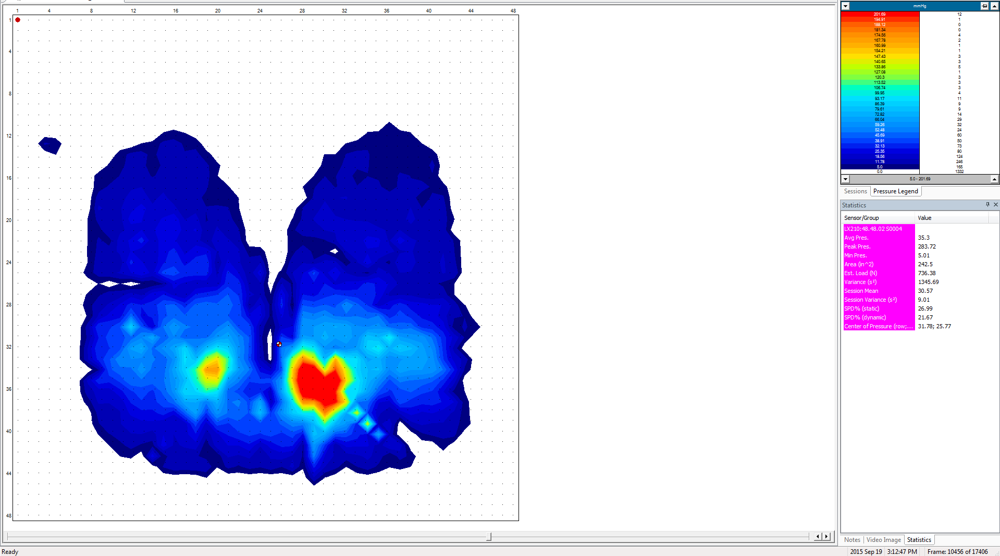 1 4 8 12 16 20 24 28 32 36 40 44 48
1
4
8
12
16
20
24
28
32
36
40
44
48
mmHg
201.69 12
194.91 1
188.12 0
181.34 0
174.56 4
167.78 2
160.99 1
154.21 1
147.43 3
140.65 3
133.86 5
127.08 1
120.3 3
113.52 3
106.74 3
99.95 4
93.17 11
86.39 9
79.61 9
72.82 14
66.04 29
59.26 32
52.48 24
45.69 60
38.91 50
32.13 73
25.35 80
18.56 124
11.78 246
5.0 165
0.0 1332
5.0 - 201.69
Sessions Pressure Legend
Statistics
Sensor/Group Value
LX210:48.48.02 S0004
Avg Pres. 35.3
Peak Pres. 283.72
Min Pres. 5.01
Area (in^2) 242.5
Est. Load (N) 736.38
Variance (s²) 1345.69
Session Mean 30.57
Session Variance (s²) 9.01
SPD% (static) 26.99
SPD% (dynamic) 21.67
Center of Pressure (row;... 31.78; 25.77
Notes Video Image Statistics
Ready 2015 Sep 19 3:12:47 PM Frame: 10456 of 17406